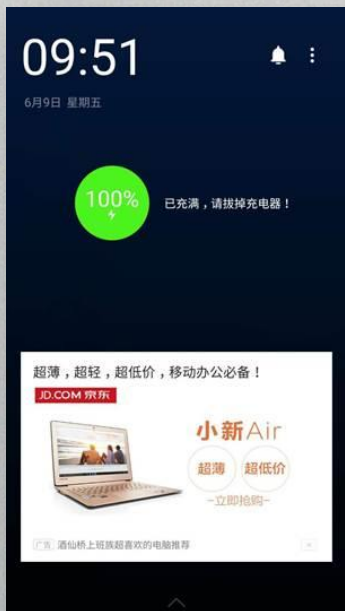 09:51
6月9日 星期五
100%
已充满，请拔掉充电器！
超薄，超轻，超低价，移动办公必备！
JD.COM 京东
小新Air
超薄 超低价
-立即抢购-
广告 酒仙桥上班族超喜欢的电脑推荐